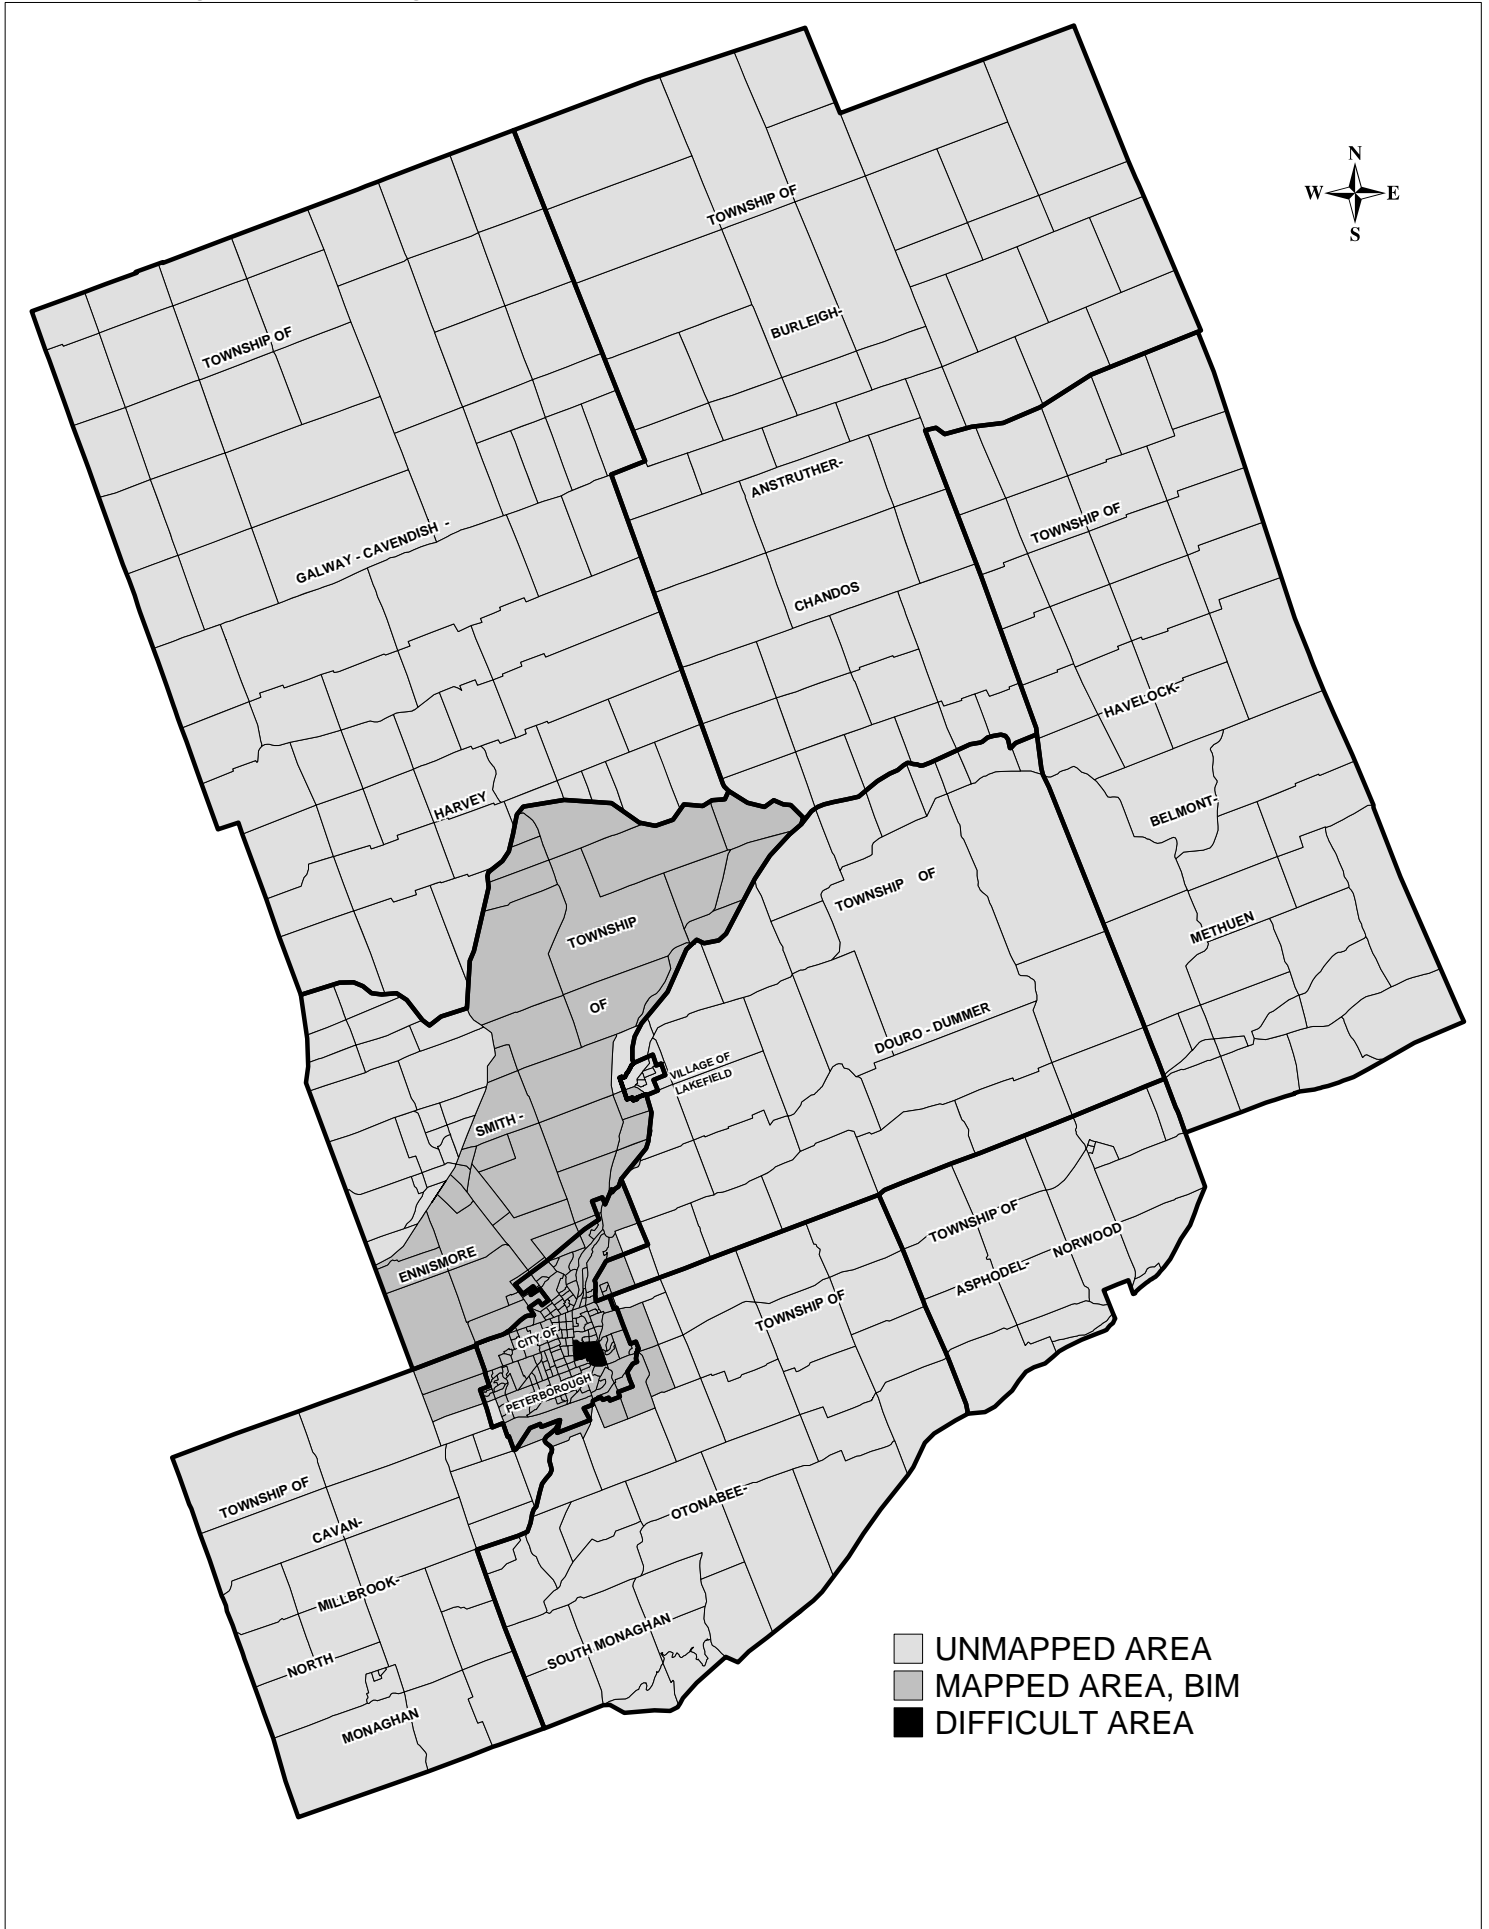 N
W E
S
TOWNSHIP OF
BURLEIGH-
ANSTRUTHER-
CHANDOS
TOWNSHIP OF
GALWAY - CAVENDISH -
HARVEY
TOWNSHIP OF
HAVELOCK-
BELMONT-
METHUEN
TOWNSHIP
OF
SMITH -
ENNISMORE
TOWNSHIP OF
DOURO - DUMMER
VILLAGE OF
LAKEFIELD
TOWNSHIP OF
ASPHODEL-
NORWOOD
CITY OF
PETERBOROUGH
TOWNSHIP OF
OTONABEE-
SOUTH MONAGHAN
TOWNSHIP OF
CAVAN-
MILLBROOK-
NORTH
MONAGHAN
UNMAPPED AREA
MAPPED AREA, BIM
DIFFICULT AREA